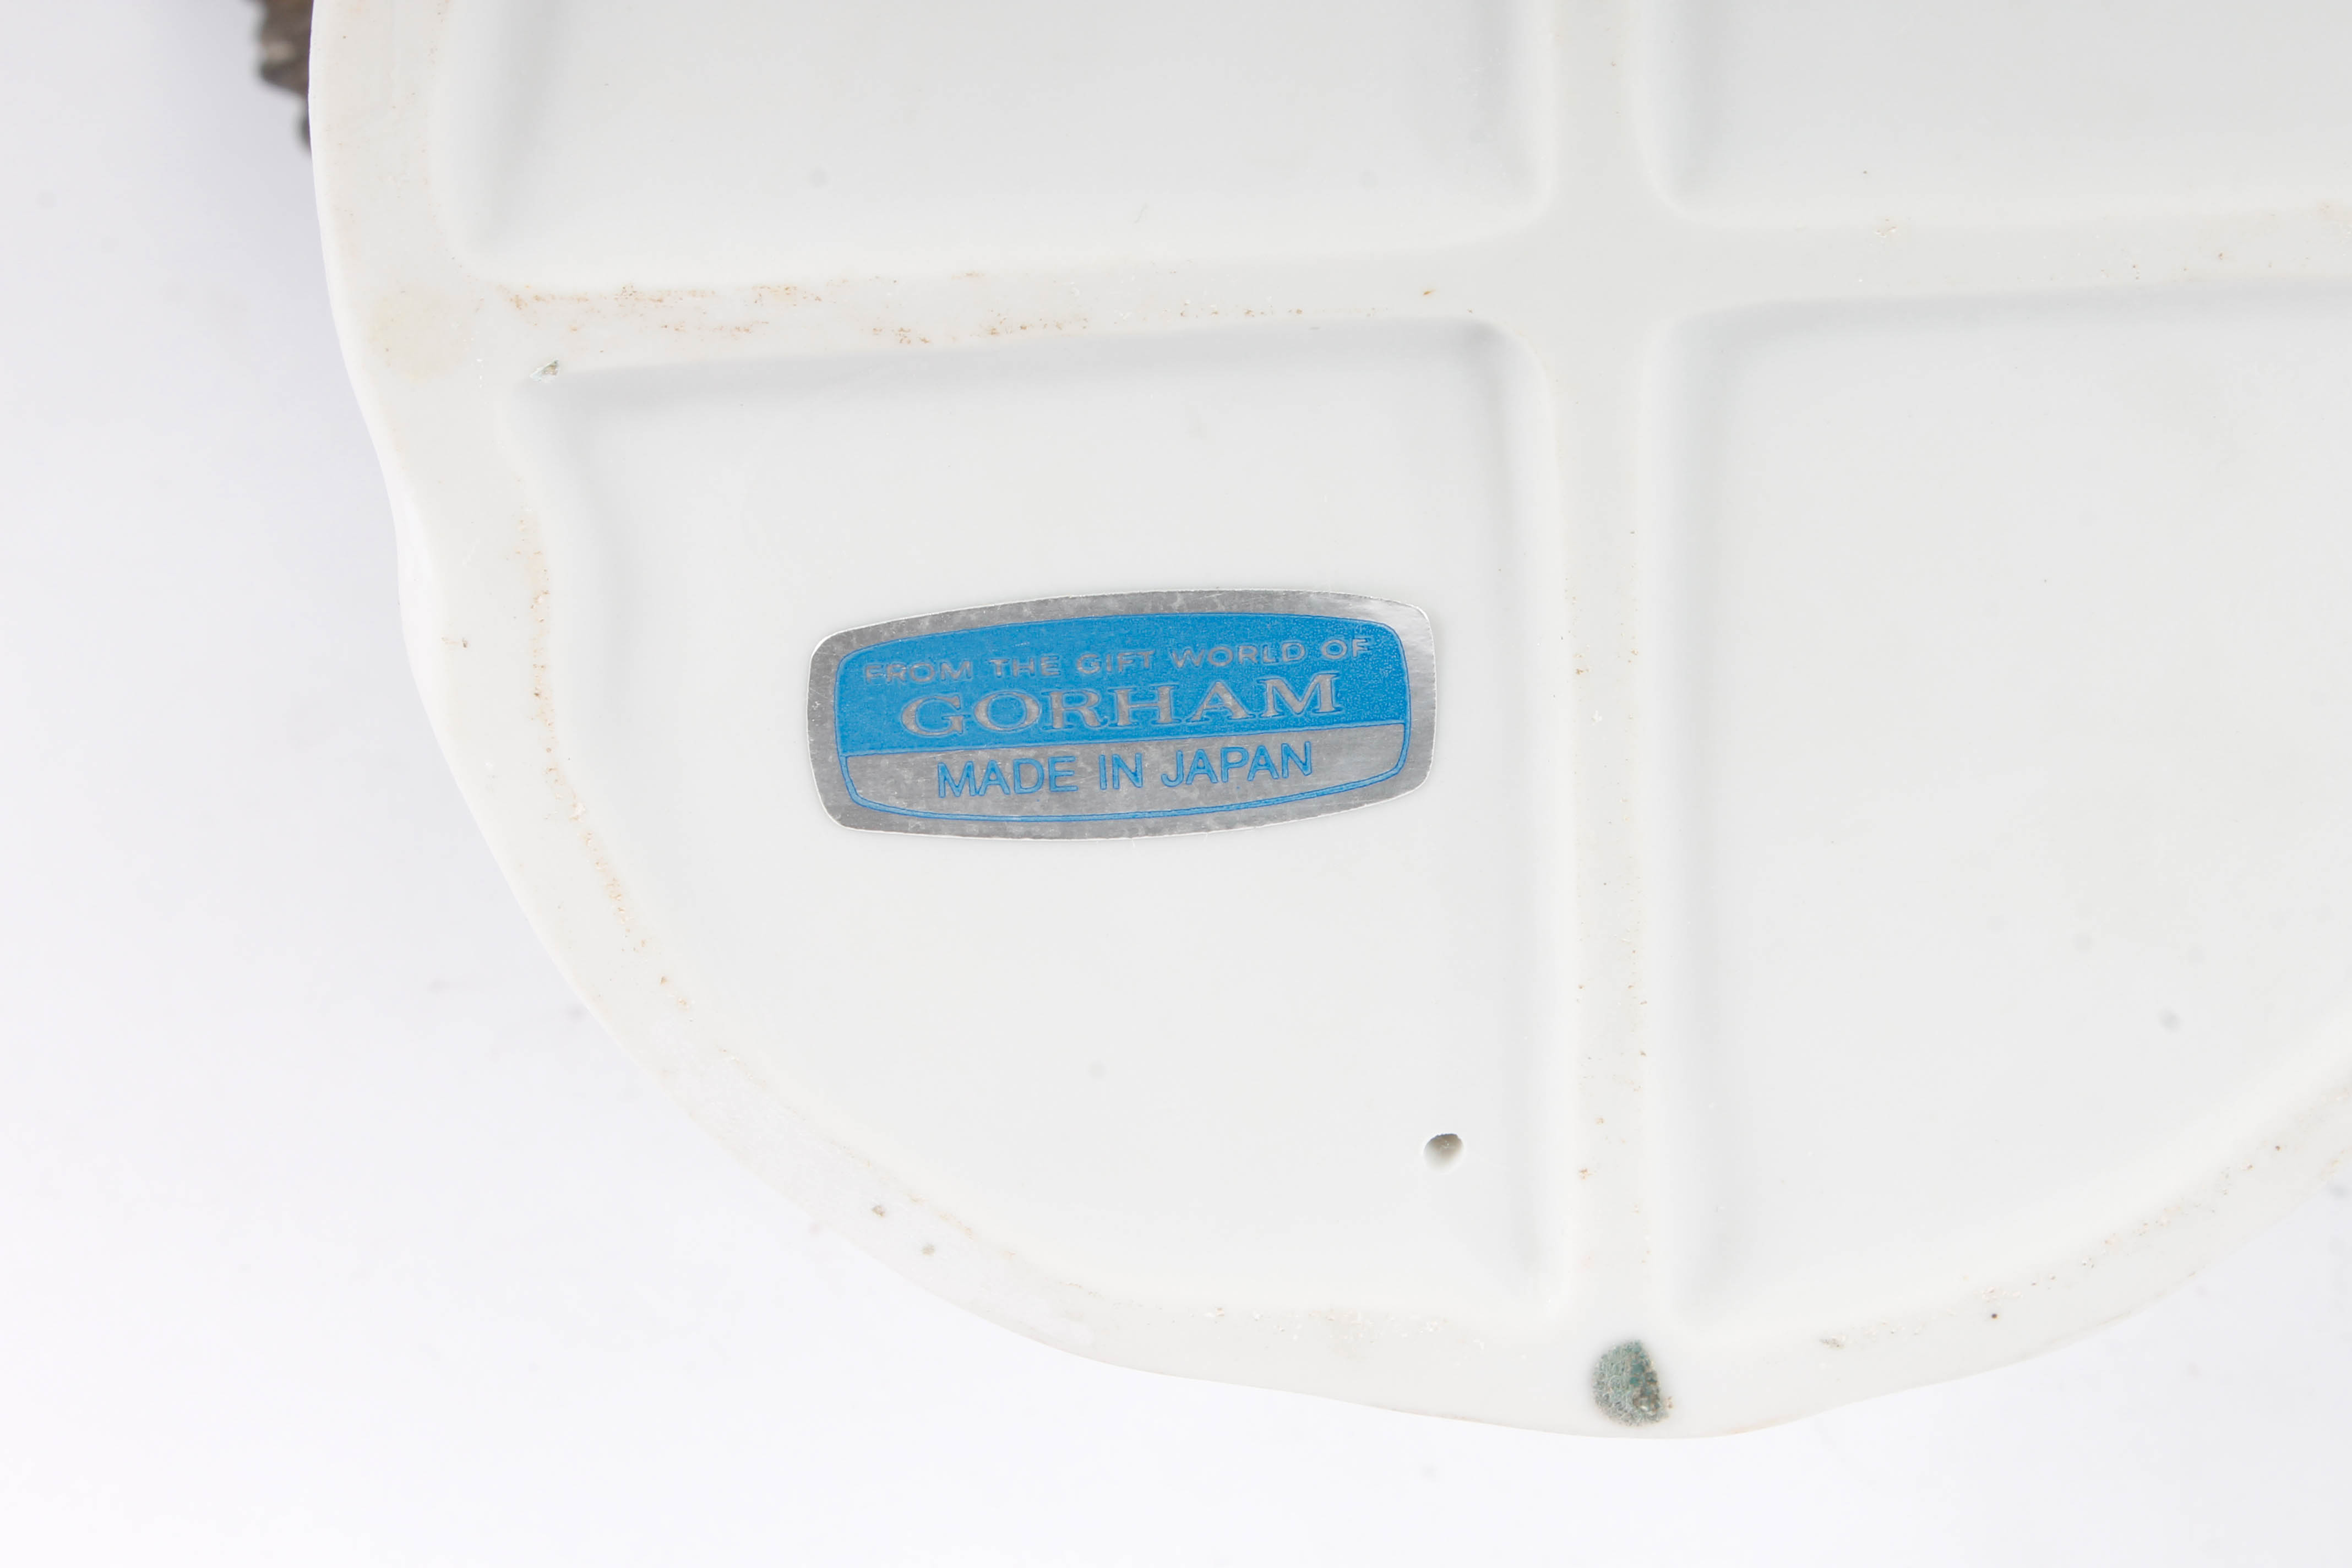 FROM THE GIFT WORLD OF
GORHAM
MADE IN JAPAN